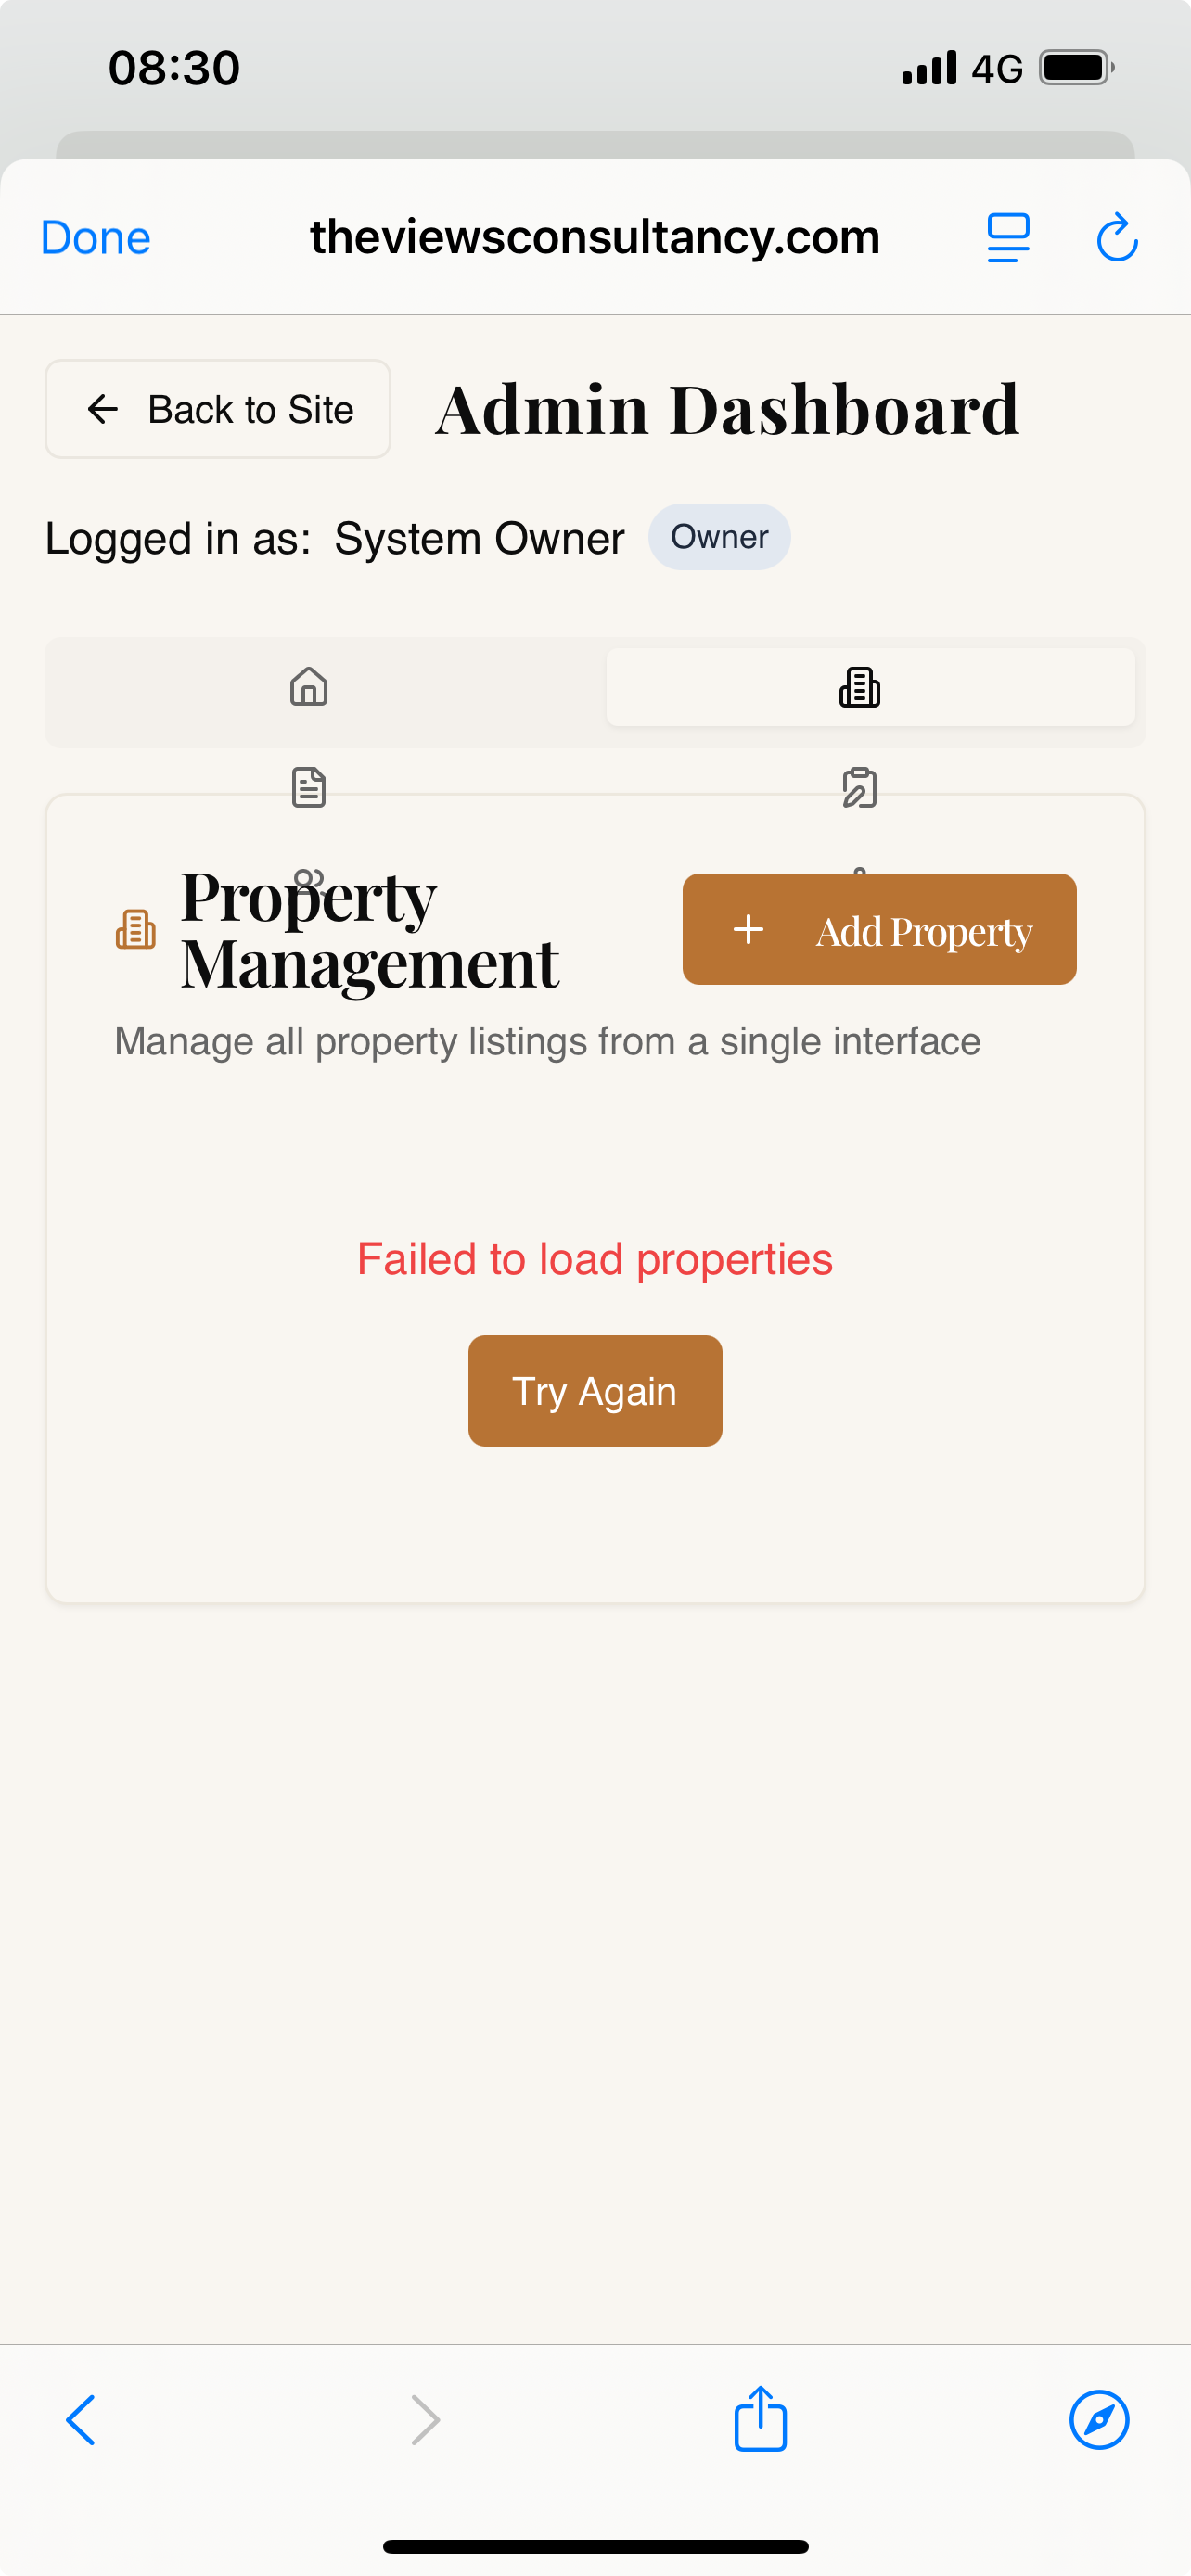 08:30
4G
Done
theviewsconsultancy.com
Back to Site
Admin Dashboard
Logged in as: System Owner
Owner
Property
Management
Add Property
Manage all property listings from a single interface
Failed to load properties
Try Again